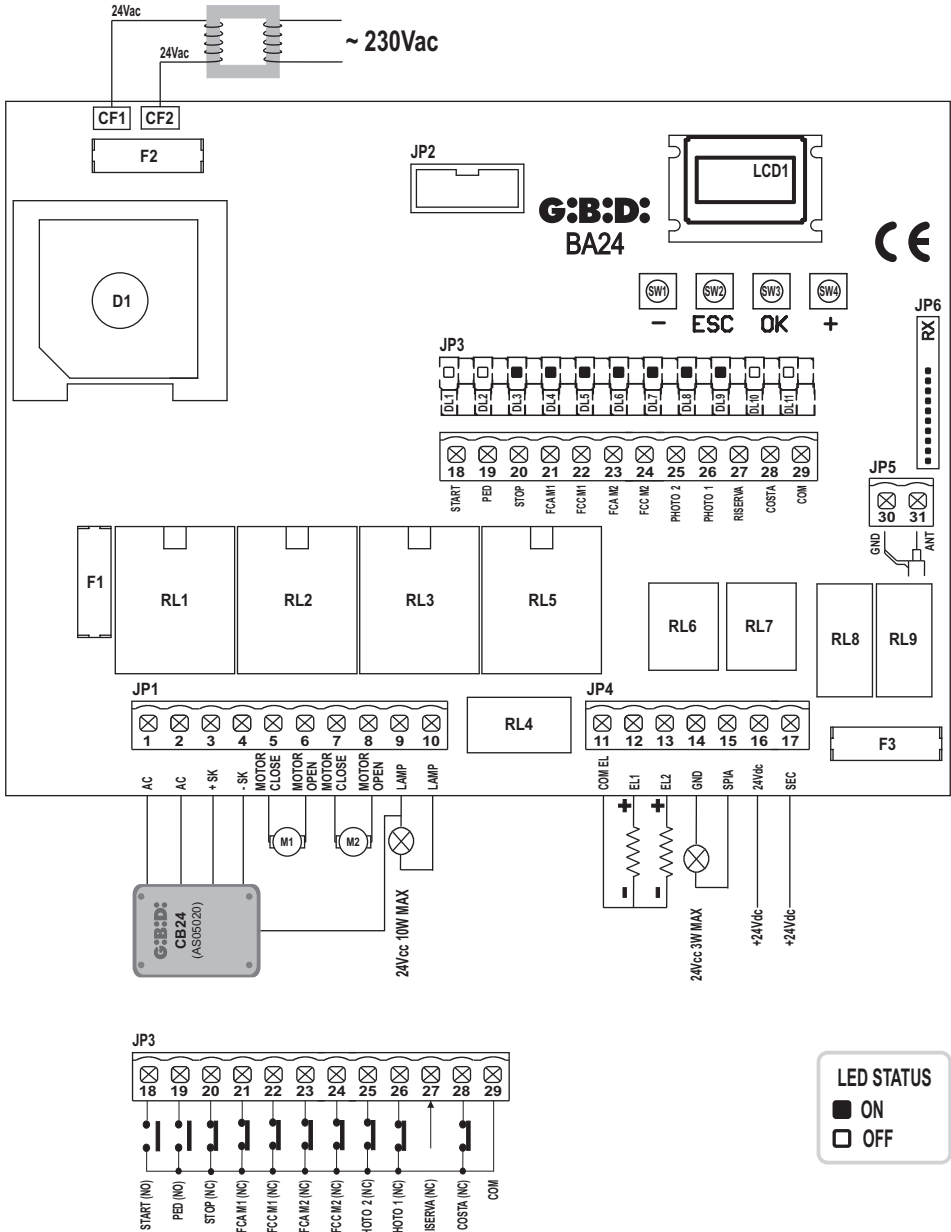 24Vac
24Vac
~ 230Vac
CF1 CF2
F2
JP2
LCD1
G:B:D:
BA24
CE
D1
SW1 SW2 SW3 SW4
- ESC OK +
JP6
RX
JP3
DL1 DL2 DL3 DL4 DL5 DL6 DL7 DL8 DL9 DL10 DL11
18 19 20 21 22 23 24 25 26 27 28 29
START
PED
STOP
FCA M1
FCC M1
FCA M2
FCC M2
PHOTO 2
PHOTO 1
RISERVA
COSTA
COM
JP5
30 31
GND
ANT
F1
RL1 RL2 RL3 RL5
RL6 RL7
RL8 RL9
JP1
1 2 3 4 5 6 7 8 9 10
RL4
JP4
11 12 13 14 15 16 17
F3
AC
AC
+ SK
- SK
MOTOR
CLOSE
MOTOR
OPEN
MOTOR
CLOSE
MOTOR
OPEN
LAMP
LAMP
COM EL
EL1
EL2
GND
SPIA
24Vdc
SEC
M1
M2
+ +
- -
G:B:D:
CB24
(AS05020)
24Vcc 10W MAX
24Vcc 3W MAX
+24Vdc
+24Vdc
JP3
18 19 20 21 22 23 24 25 26 27 28 29
START (NO)
PED (NO)
STOP (NC)
FCA M1 (NC)
FCC M1 (NC)
FCA M2 (NC)
FCC M2 (NC)
HOTO 2 (NC)
HOTO 1 (NC)
ISERVA (NC)
COSTA (NC)
COM
LED STATUS
ON
OFF